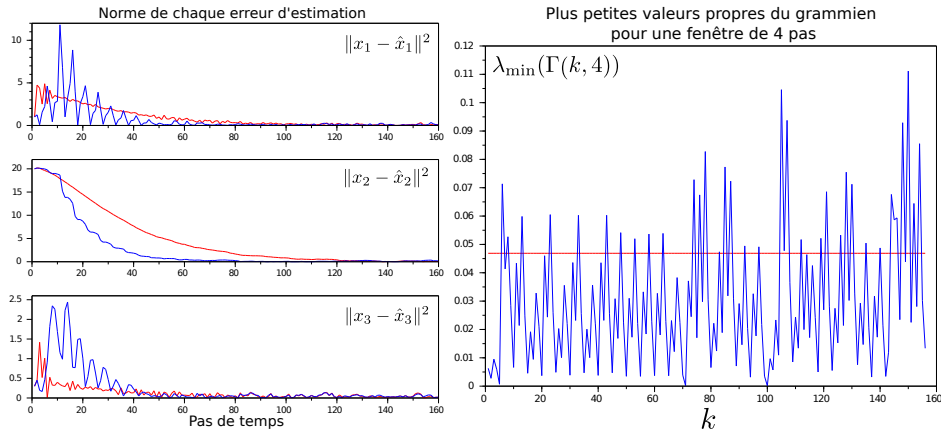 Norme de chaque erreur d'estimation
10
5
0
‖x₁ − x̂₁‖²
0 20 40 60 80 100 120 140 160
20
15
10
5
0
‖x₂ − x̂₂‖²
0 20 40 60 80 100 120 140 160
2.5
2
1.5
1
0.5
0
‖x₃ − x̂₃‖²
0 20 40 60 80 100 120 140 160
Pas de temps
Plus petites valeurs propres du grammien
pour une fenêtre de 4 pas
0.12
0.11
0.1
0.09
0.08
0.07
0.06
0.05
0.04
0.03
0.02
0.01
0
λmin(Γ(k, 4))
0 20 40 60 80 100 120 140 160
k